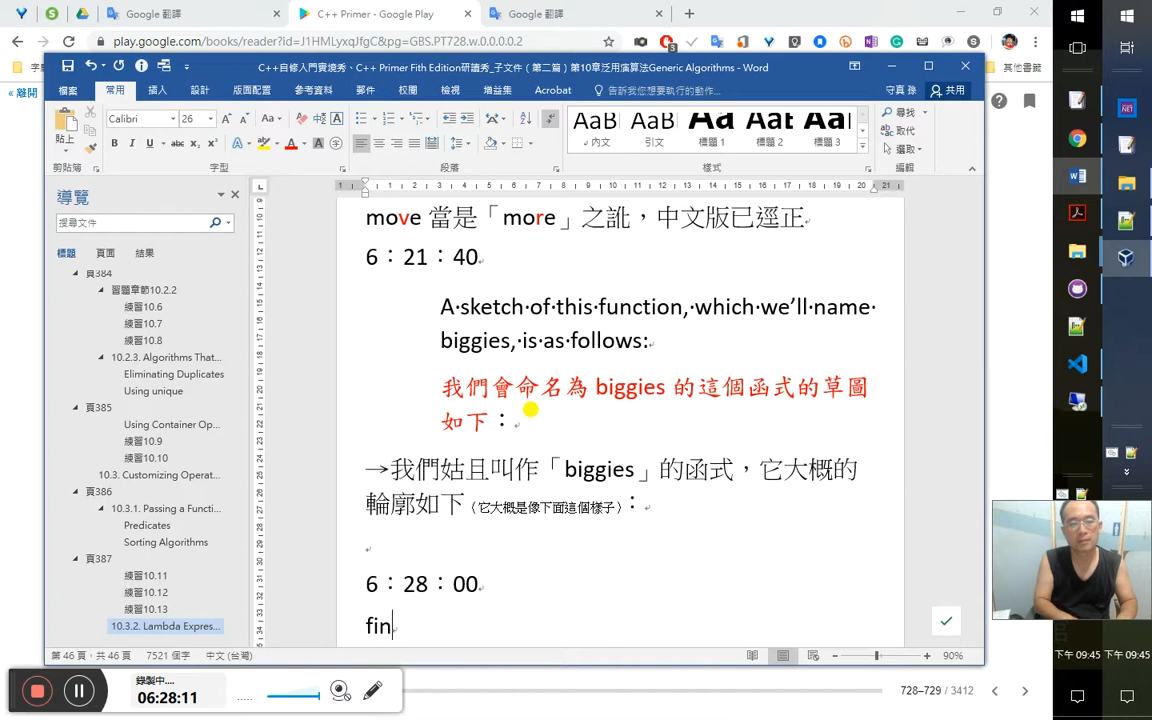 Google 翻譯
C++ Primer - Google Play
Google 翻譯
play.google.com/books/reader?id=J1HMLyxqJfgC&pg=GBS.PT728.w.0.0.0.0.2
其他書籤
« 離開
C++自修入門實境秀、C++ Primer Fith Edition研讀秀_子文件（第二篇）第10章泛用演算法Generic Algorithms - Word
檔案
常用
插入
設計
版面配置
參考資料
郵件
校閱
檢視
增益集
Acrobat
告訴我您想要執行的動作...
守真 孫
共用
貼上
Calibri
26
AaBbC
AaBbC
AaB
AaB
AaBb
內文
引文
標題 1
標題 2
標題 3
尋找
取代
選取
剪貼簿
字型
段落
樣式
編輯
導覽
搜尋文件
標題
頁面
結果
頁384
習題章節10.2.2
練習10.6
練習10.7
練習10.8
10.2.3. Algorithms That...
Eliminating Duplicates
Using unique
頁385
Using Container Op...
練習10.9
練習10.10
10.3. Customizing Operat...
頁386
10.3.1. Passing a Functi...
Predicates
Sorting Algorithms
頁387
練習10.11
練習10.12
練習10.13
10.3.2. Lambda Expres...
move 當是「more」之訛，中文版已逕正
6：21：40
A sketch of this function, which we’ll name
biggies, is as follows:
我們會命名為 biggies 的這個函式的草圖
如下：
→我們姑且叫作「biggies」的函式，它大概的
輪廓如下（它大概是像下面這個樣子）：
6：28：00
fin
第 46 頁，共 46 頁
7521 個字
中文 (台灣)
90%
錄製中...
06:28:11
728–729 / 3412
下午 09:45
下午 09:45